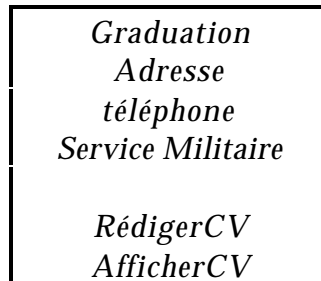 Graduation
Adresse
téléphone
Service Militaire
RédigerCV
AfficherCV